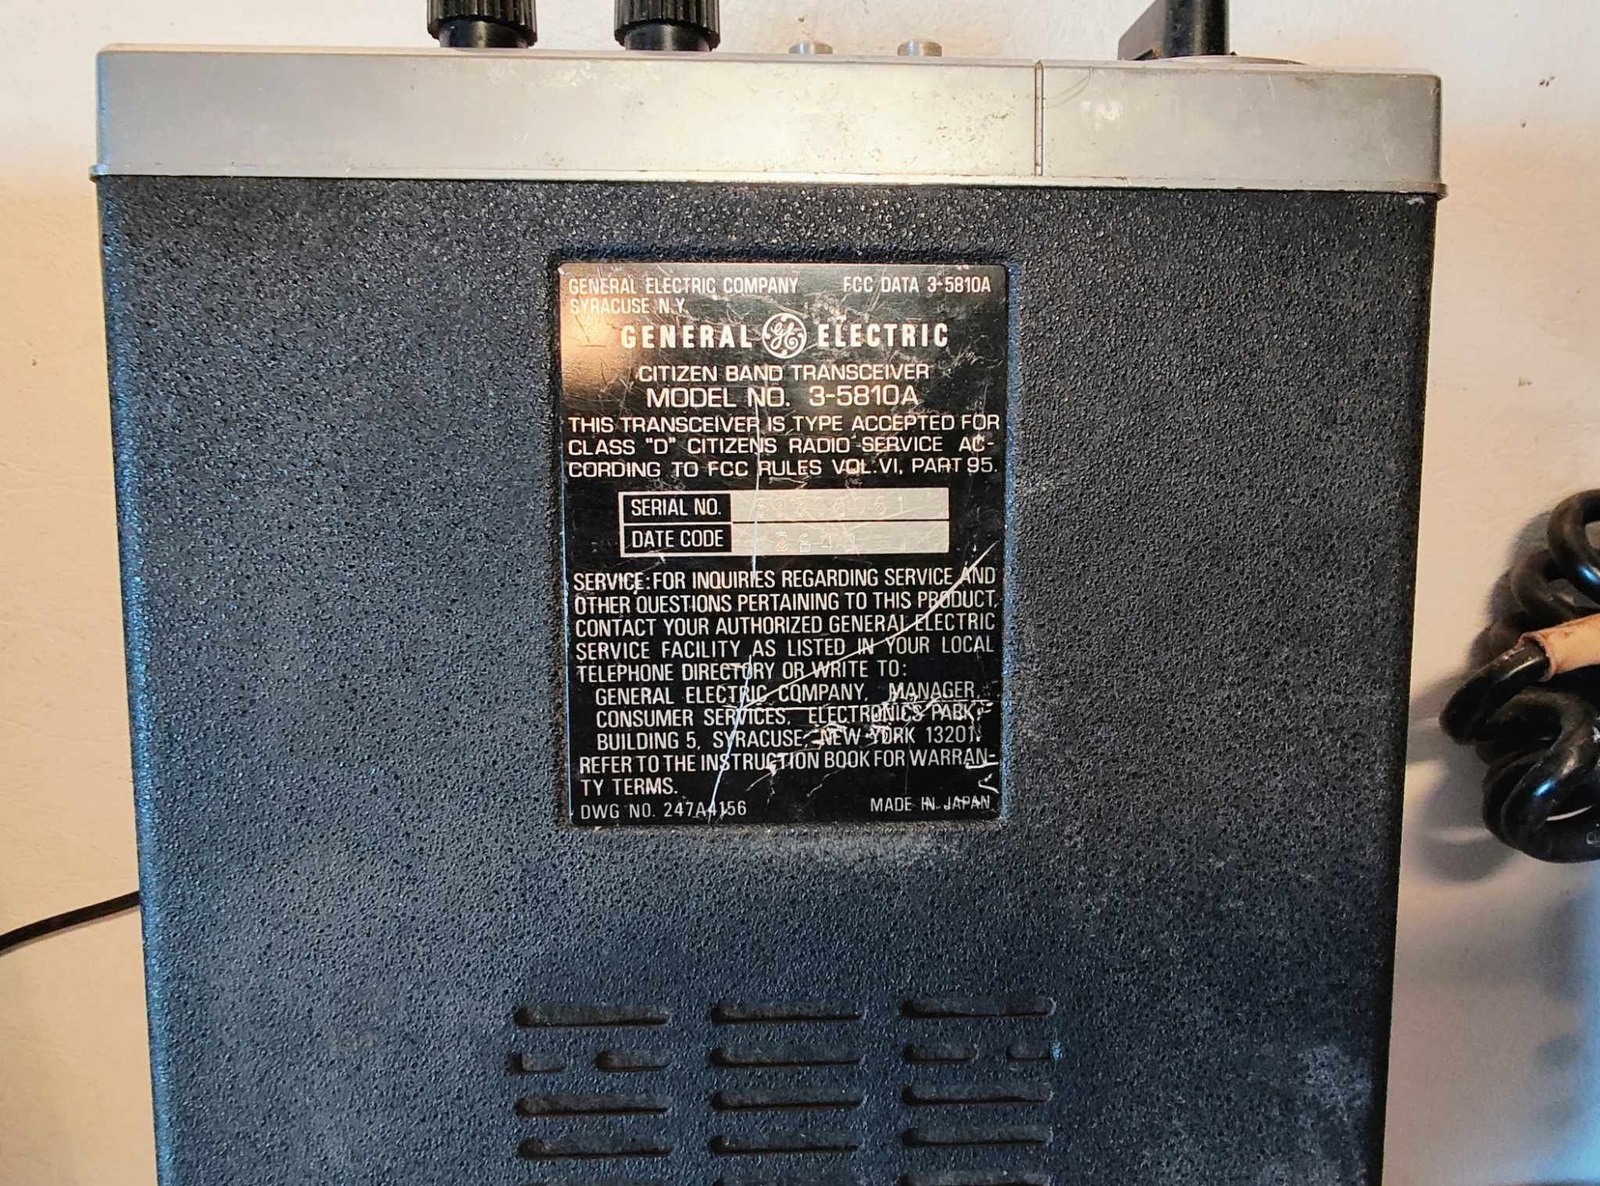 GENERAL ELECTRIC COMPANY FCC DATA 3-5810A
SYRACUSE N.Y.
GENERAL GE ELECTRIC
CITIZEN BAND TRANSCEIVER
MODEL NO. 3-5810A
THIS TRANSCEIVER IS TYPE ACCEPTED FOR
CLASS "D" CITIZENS RADIO SERVICE AC-
CORDING TO FCC RULES VOL. VI, PART 95.
SERIAL NO.
DATE CODE
SERVICE: FOR INQUIRIES REGARDING SERVICE AND
OTHER QUESTIONS PERTAINING TO THIS PRODUCT,
CONTACT YOUR AUTHORIZED GENERAL ELECTRIC
SERVICE FACILITY AS LISTED IN YOUR LOCAL
TELEPHONE DIRECTORY OR WRITE TO:
GENERAL ELECTRIC COMPANY, MANAGER,
CONSUMER SERVICES, ELECTRONICS PARK,
BUILDING 5, SYRACUSE, NEW YORK 13201.
REFER TO THE INSTRUCTION BOOK FOR WARRAN-
TY TERMS.
DWG NO. 247A4156 MADE IN JAPAN